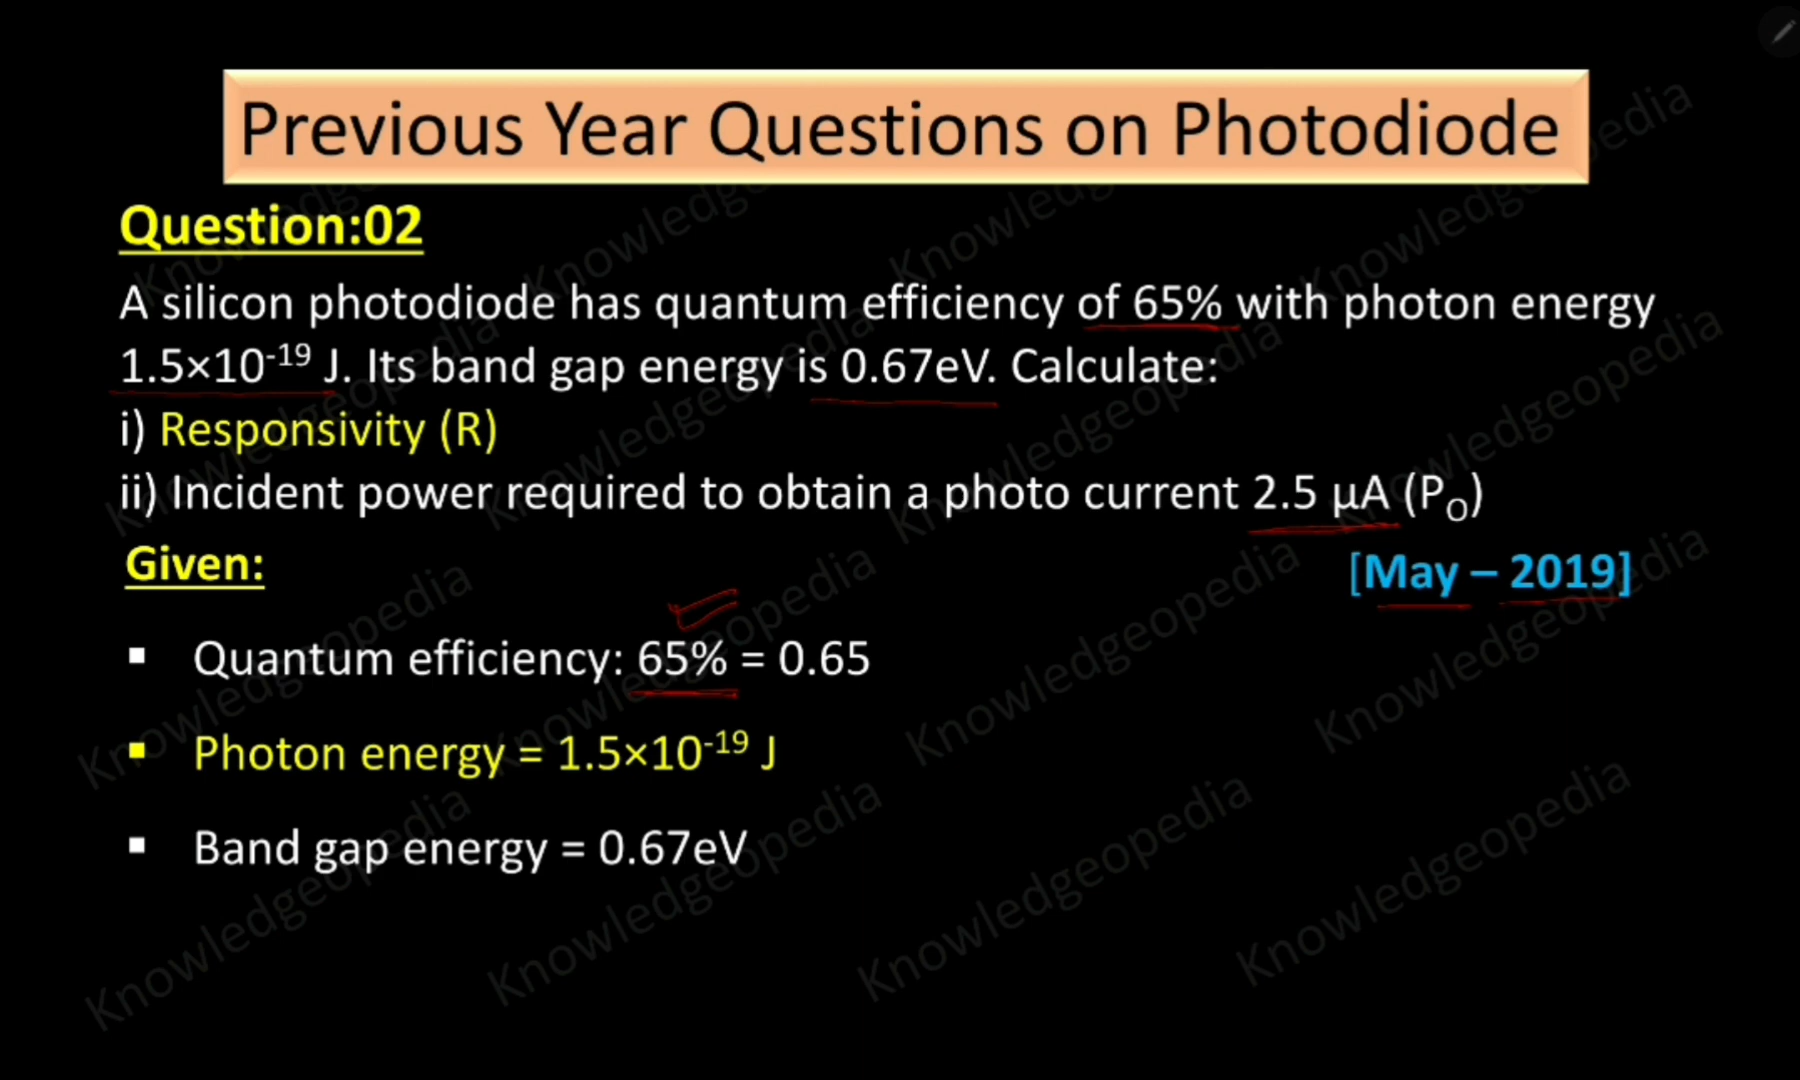 Previous Year Questions on Photodiode
Question:02
A silicon photodiode has quantum efficiency of 65% with photon energy
1.5×10⁻¹⁹ J. Its band gap energy is 0.67eV. Calculate:
i) Responsivity (R)
ii) Incident power required to obtain a photo current 2.5 μA (P₀)
Given:
[May – 2019]
▪ Quantum efficiency: 65% = 0.65
▪ Photon energy = 1.5×10⁻¹⁹ J
▪ Band gap energy = 0.67eV
Knowledgeopedia